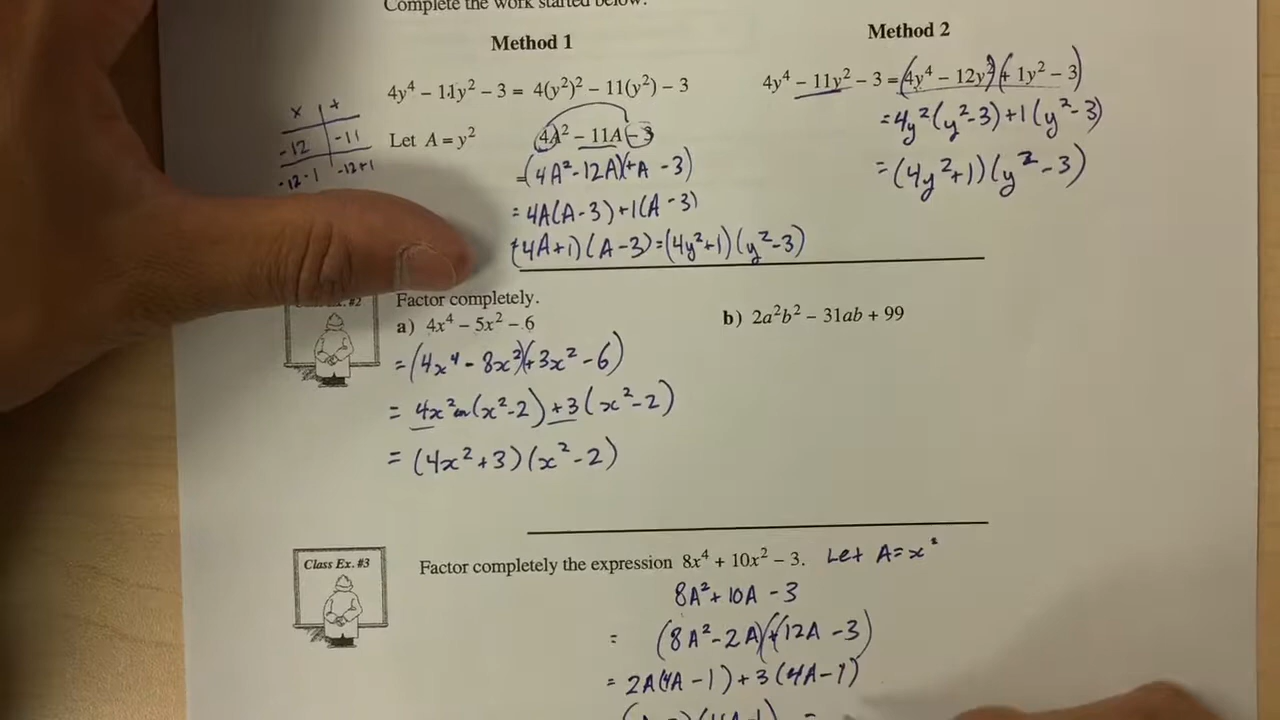 Complete the work started below.
Method 1
4y⁴ − 11y² − 3 = 4(y²)² − 11(y²) − 3
Let A = y²
4A² − 11A − 3
=(4A²-12A)(+A - 3)
= 4A(A-3)+1(A-3)
(4A+1)(A-3)=(4y²+1)(y²-3)
x +
-12 -11
-12·1 -12+1
Method 2
4y⁴ − 11y² − 3 = (4y⁴ − 12y²)(+ 1y² − 3)
=4y²(y²-3)+1(y²-3)
=(4y²+1)(y²-3)
Factor completely.
a) 4x⁴ − 5x² − 6
=(4x⁴ - 8x²)(+3x² - 6)
= 4x² (x²-2)+3(x²-2)
= (4x²+3)(x²-2)
b) 2a²b² − 31ab + 99
Class Ex. #3
Factor completely the expression 8x⁴ + 10x² − 3. Let A=x²
8A²+10A -3
= (8A²-2A)(+12A -3)
= 2A(4A -1)+3(4A-1)